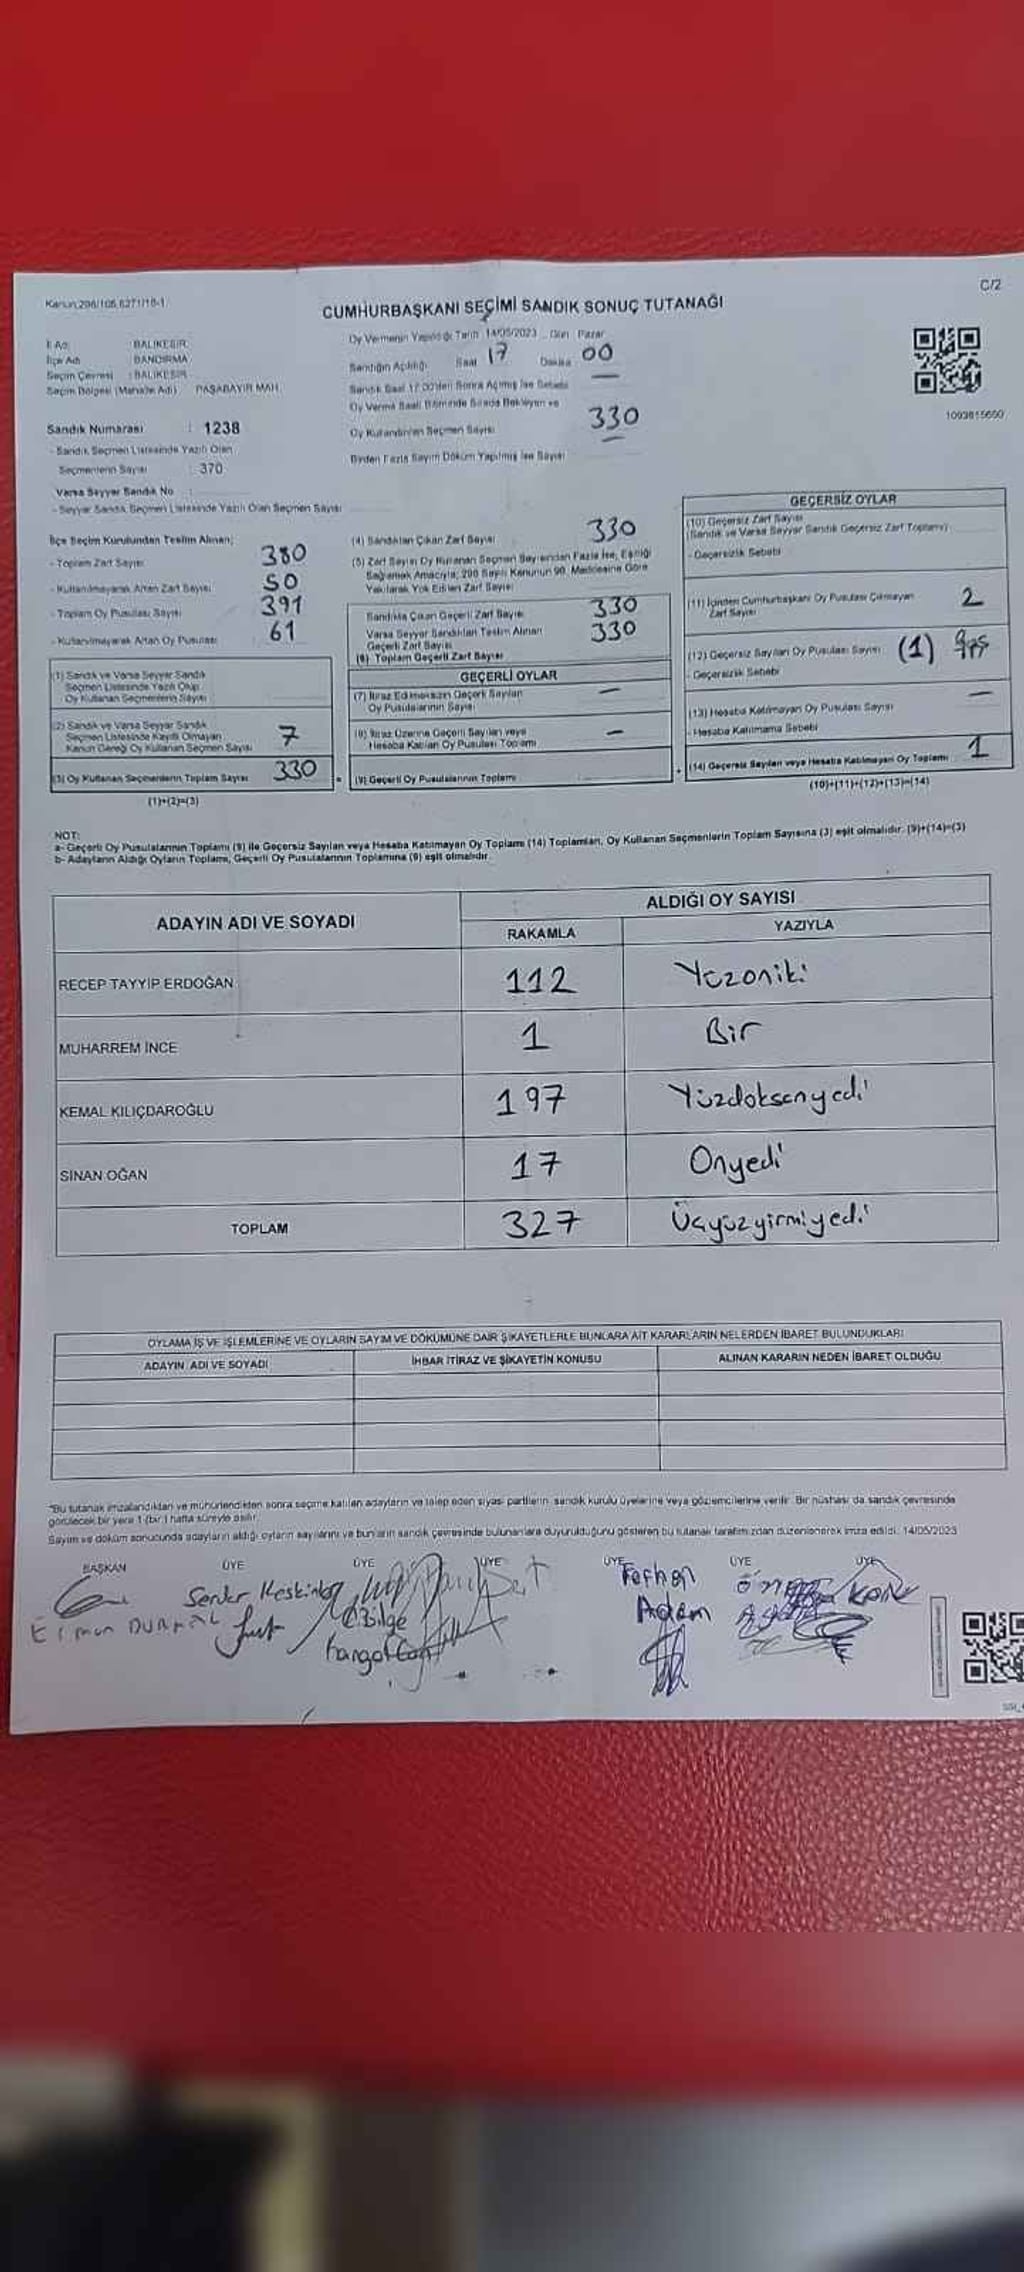 Kanun:298/105,6271/18-1
C/2
CUMHURBAŞKANI SEÇİMİ SANDIK SONUÇ TUTANAĞI
İl Adı : BALIKESİR
İlçe Adı : BANDIRMA
Seçim Çevresi : BALIKESİR
Seçim Bölgesi (Mahalle Adı) PAŞABAYIR MAH.
Sandık Numarası : 1238
- Sandık Seçmen Listesinde Yazılı Olan
Seçmenlerin Sayısı : 370
Varsa Seyyar Sandık No :
- Seyyar Sandık Seçmen Listesinde Yazılı Olan Seçmen Sayısı
Oy Vermenin Yapıldığı Tarih 14/05/2023 Gün Pazar
Sandığın Açıldığı Saat 17 Dakika 00
Sandık Saat 17.00'den Sonra Açılmış İse Sebebi —
Oy Verme Saati Bitiminde Sırada Bekleyen ve
Oy Kullandırılan Seçmen Sayısı 330
Birden Fazla Sayım Döküm Yapılmış İse Sayısı
1093815660
İlçe Seçim Kurulundan Teslim Alınan;
- Toplam Zarf Sayısı 380
- Kullanılmayarak Artan Zarf Sayısı 50
- Toplam Oy Pusulası Sayısı 391
- Kullanılmayarak Artan Oy Pusulası 61
(1) Sandık ve Varsa Seyyar Sandık
Seçmen Listesinde Yazılı Olup
Oy Kullanan Seçmenlerin Sayısı
(2) Sandık ve Varsa Seyyar Sandık
Seçmen Listesinde Kayıtlı Olmayan
Kanun Gereği Oy Kullanan Seçmen Sayısı 7
(3) Oy Kullanan Seçmenlerin Toplam Sayısı 330
(1)+(2)=(3)
(4) Sandıktan Çıkan Zarf Sayısı 330
(5) Zarf Sayısı Oy Kullanan Seçmen Sayısından Fazla İse, Eşitliği
Sağlamak Amacıyla, 298 Sayılı Kanunun 98. Maddesine Göre
Yakılarak Yok Edilen Zarf Sayısı
Sandıkta Çıkan Geçerli Zarf Sayısı 330
Varsa Seyyar Sandıktan Teslim Alınan
Geçerli Zarf Sayısı 330
(6) Toplam Geçerli Zarf Sayısı
GEÇERLİ OYLAR
(7) İtiraz Edilmeksizin Geçerli Sayılan
Oy Pusulalarının Sayısı —
(8) İtiraz Üzerine Geçerli Sayılan veya
Hesaba Katılan Oy Pusulası Toplamı —
(9) Geçerli Oy Pusulalarının Toplamı
GEÇERSİZ OYLAR
(10) Geçersiz Zarf Sayısı
(Sandık ve Varsa Seyyar Sandık Geçersiz Zarf Toplamı)
- Geçersizlik Sebebi
(11) İçinden Cumhurbaşkanı Oy Pusulası Çıkmayan
Zarf Sayısı 2
(12) Geçersiz Sayılan Oy Pusulası Sayısı (1)
- Geçersizlik Sebebi
(13) Hesaba Katılmayan Oy Pusulası Sayısı —
- Hesaba Katılmama Sebebi
(14) Geçersiz Sayılan veya Hesaba Katılmayan Oy Toplamı 1
(10)+(11)+(12)+(13)=(14)
NOT:
a- Geçerli Oy Pusulalarının Toplamı (9) ile Geçersiz Sayılan veya Hesaba Katılmayan Oy Toplamı (14) Toplamları, Oy Kullanan Seçmenlerin Toplam Sayısına (3) eşit olmalıdır. (9)+(14)=(3)
b- Adayların Aldığı Oyların Toplamı, Geçerli Oy Pusulalarının Toplamına (9) eşit olmalıdır.
ADAYIN ADI VE SOYADI
ALDIĞI OY SAYISI
RAKAMLA YAZIYLA
RECEP TAYYİP ERDOĞAN 112 Yüzoniki
MUHARREM İNCE 1 Bir
KEMAL KILIÇDAROĞLU 197 Yüzdoksanyedi
SİNAN OĞAN 17 Onyedi
TOPLAM 327 Üçyüzyirmiyedi
OYLAMA İŞ VE İŞLEMLERİNE VE OYLARIN SAYIM VE DÖKÜMÜNE DAİR ŞİKAYETLERLE BUNLARA AİT KARARLARIN NELERDEN İBARET BULUNDUKLARI
ADAYIN ADI VE SOYADI İHBAR İTİRAZ VE ŞİKAYETİN KONUSU ALINAN KARARIN NEDEN İBARET OLDUĞU
*Bu tutanak imzalandıktan ve mühürlendikten sonra seçime katılan adayların ve talep eden siyasi partilerin sandık kurulu üyelerine veya gözlemcilerine verilir. Bir nüshası da sandık çevresinde
görülecek bir yere 1 (bir) hafta süreyle asılır.
Sayım ve döküm sonucunda adayların aldığı oyların sayılarını ve bunların sandık çevresinde bulunanlara duyurulduğunu gösteren bu tutanak tarafımızdan düzenlenerek imza edildi. 14/05/2023
BAŞKAN ÜYE ÜYE ÜYE ÜYE ÜYE ÜYE
Serdar Keskin
Bilge
Ferhan
Adem